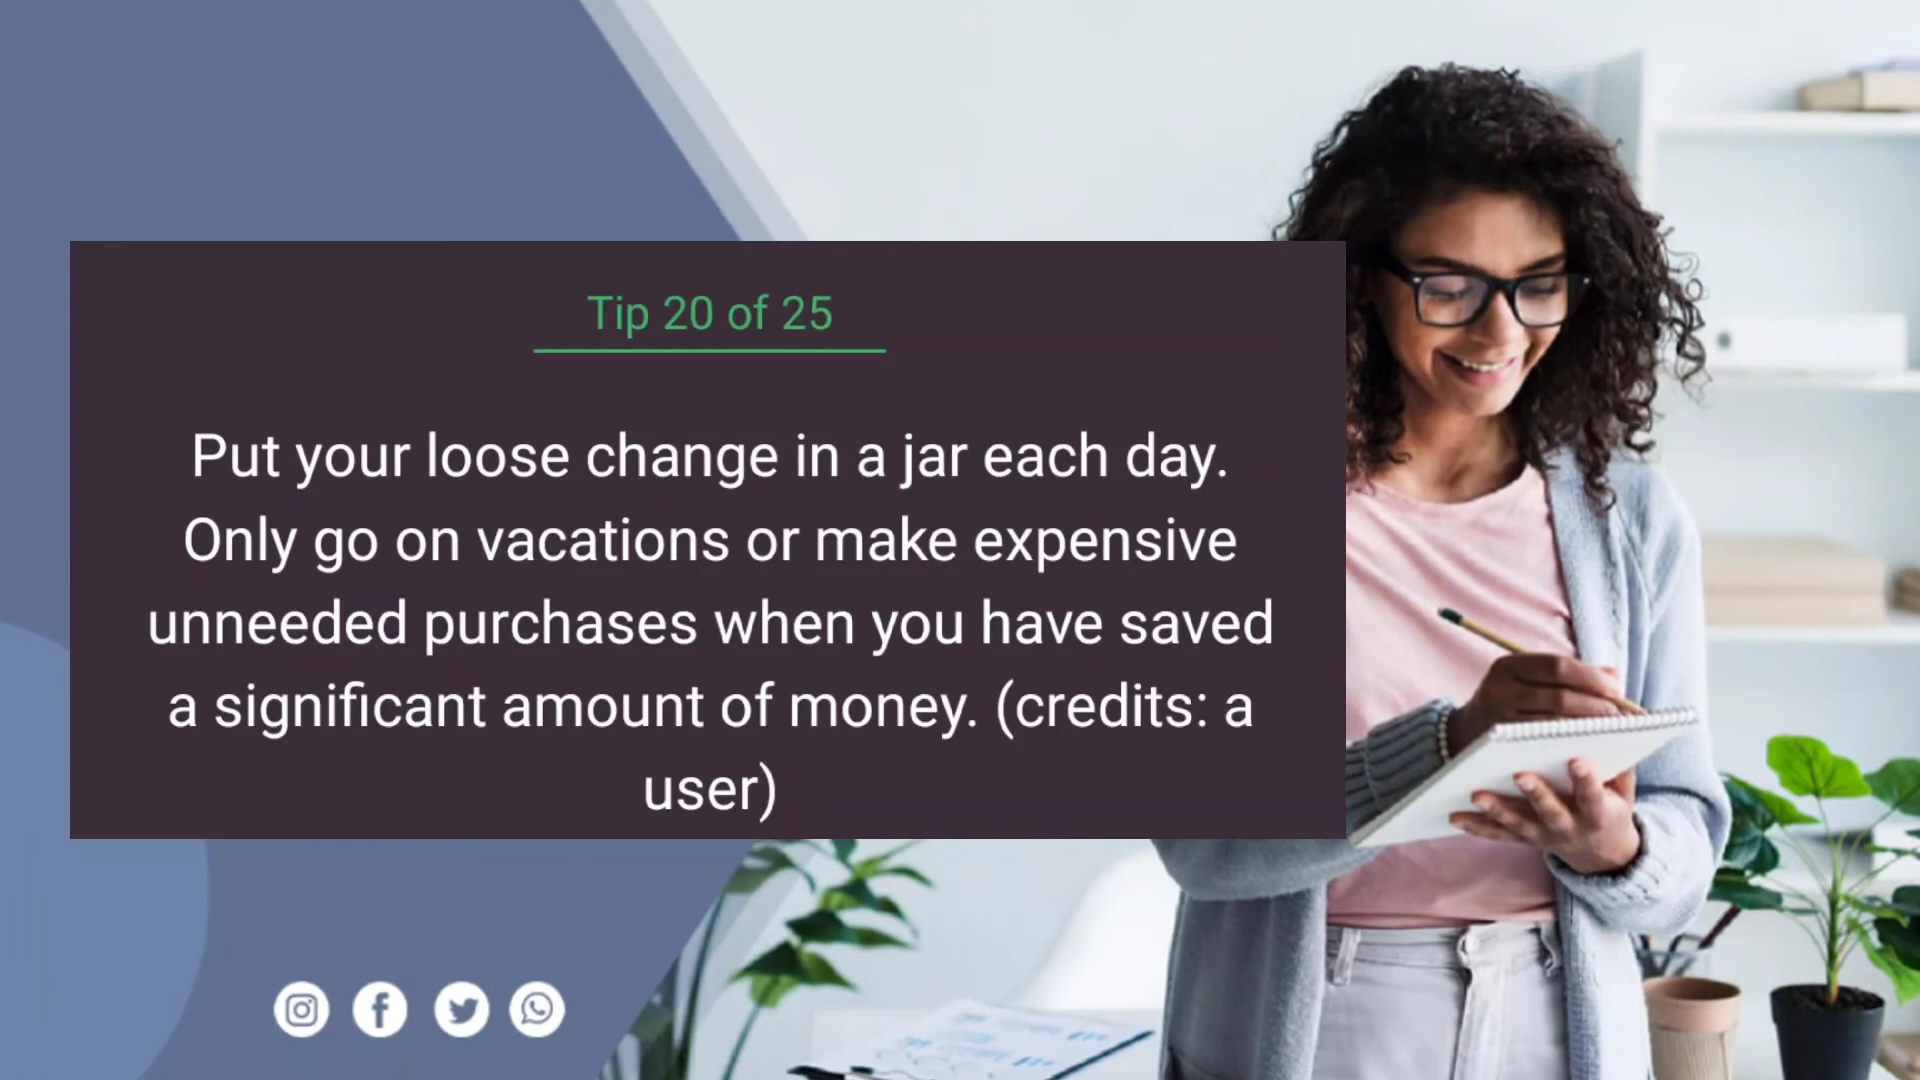 Tip 20 of 25
Put your loose change in a jar each day.
Only go on vacations or make expensive
unneeded purchases when you have saved
a significant amount of money. (credits: a
user)